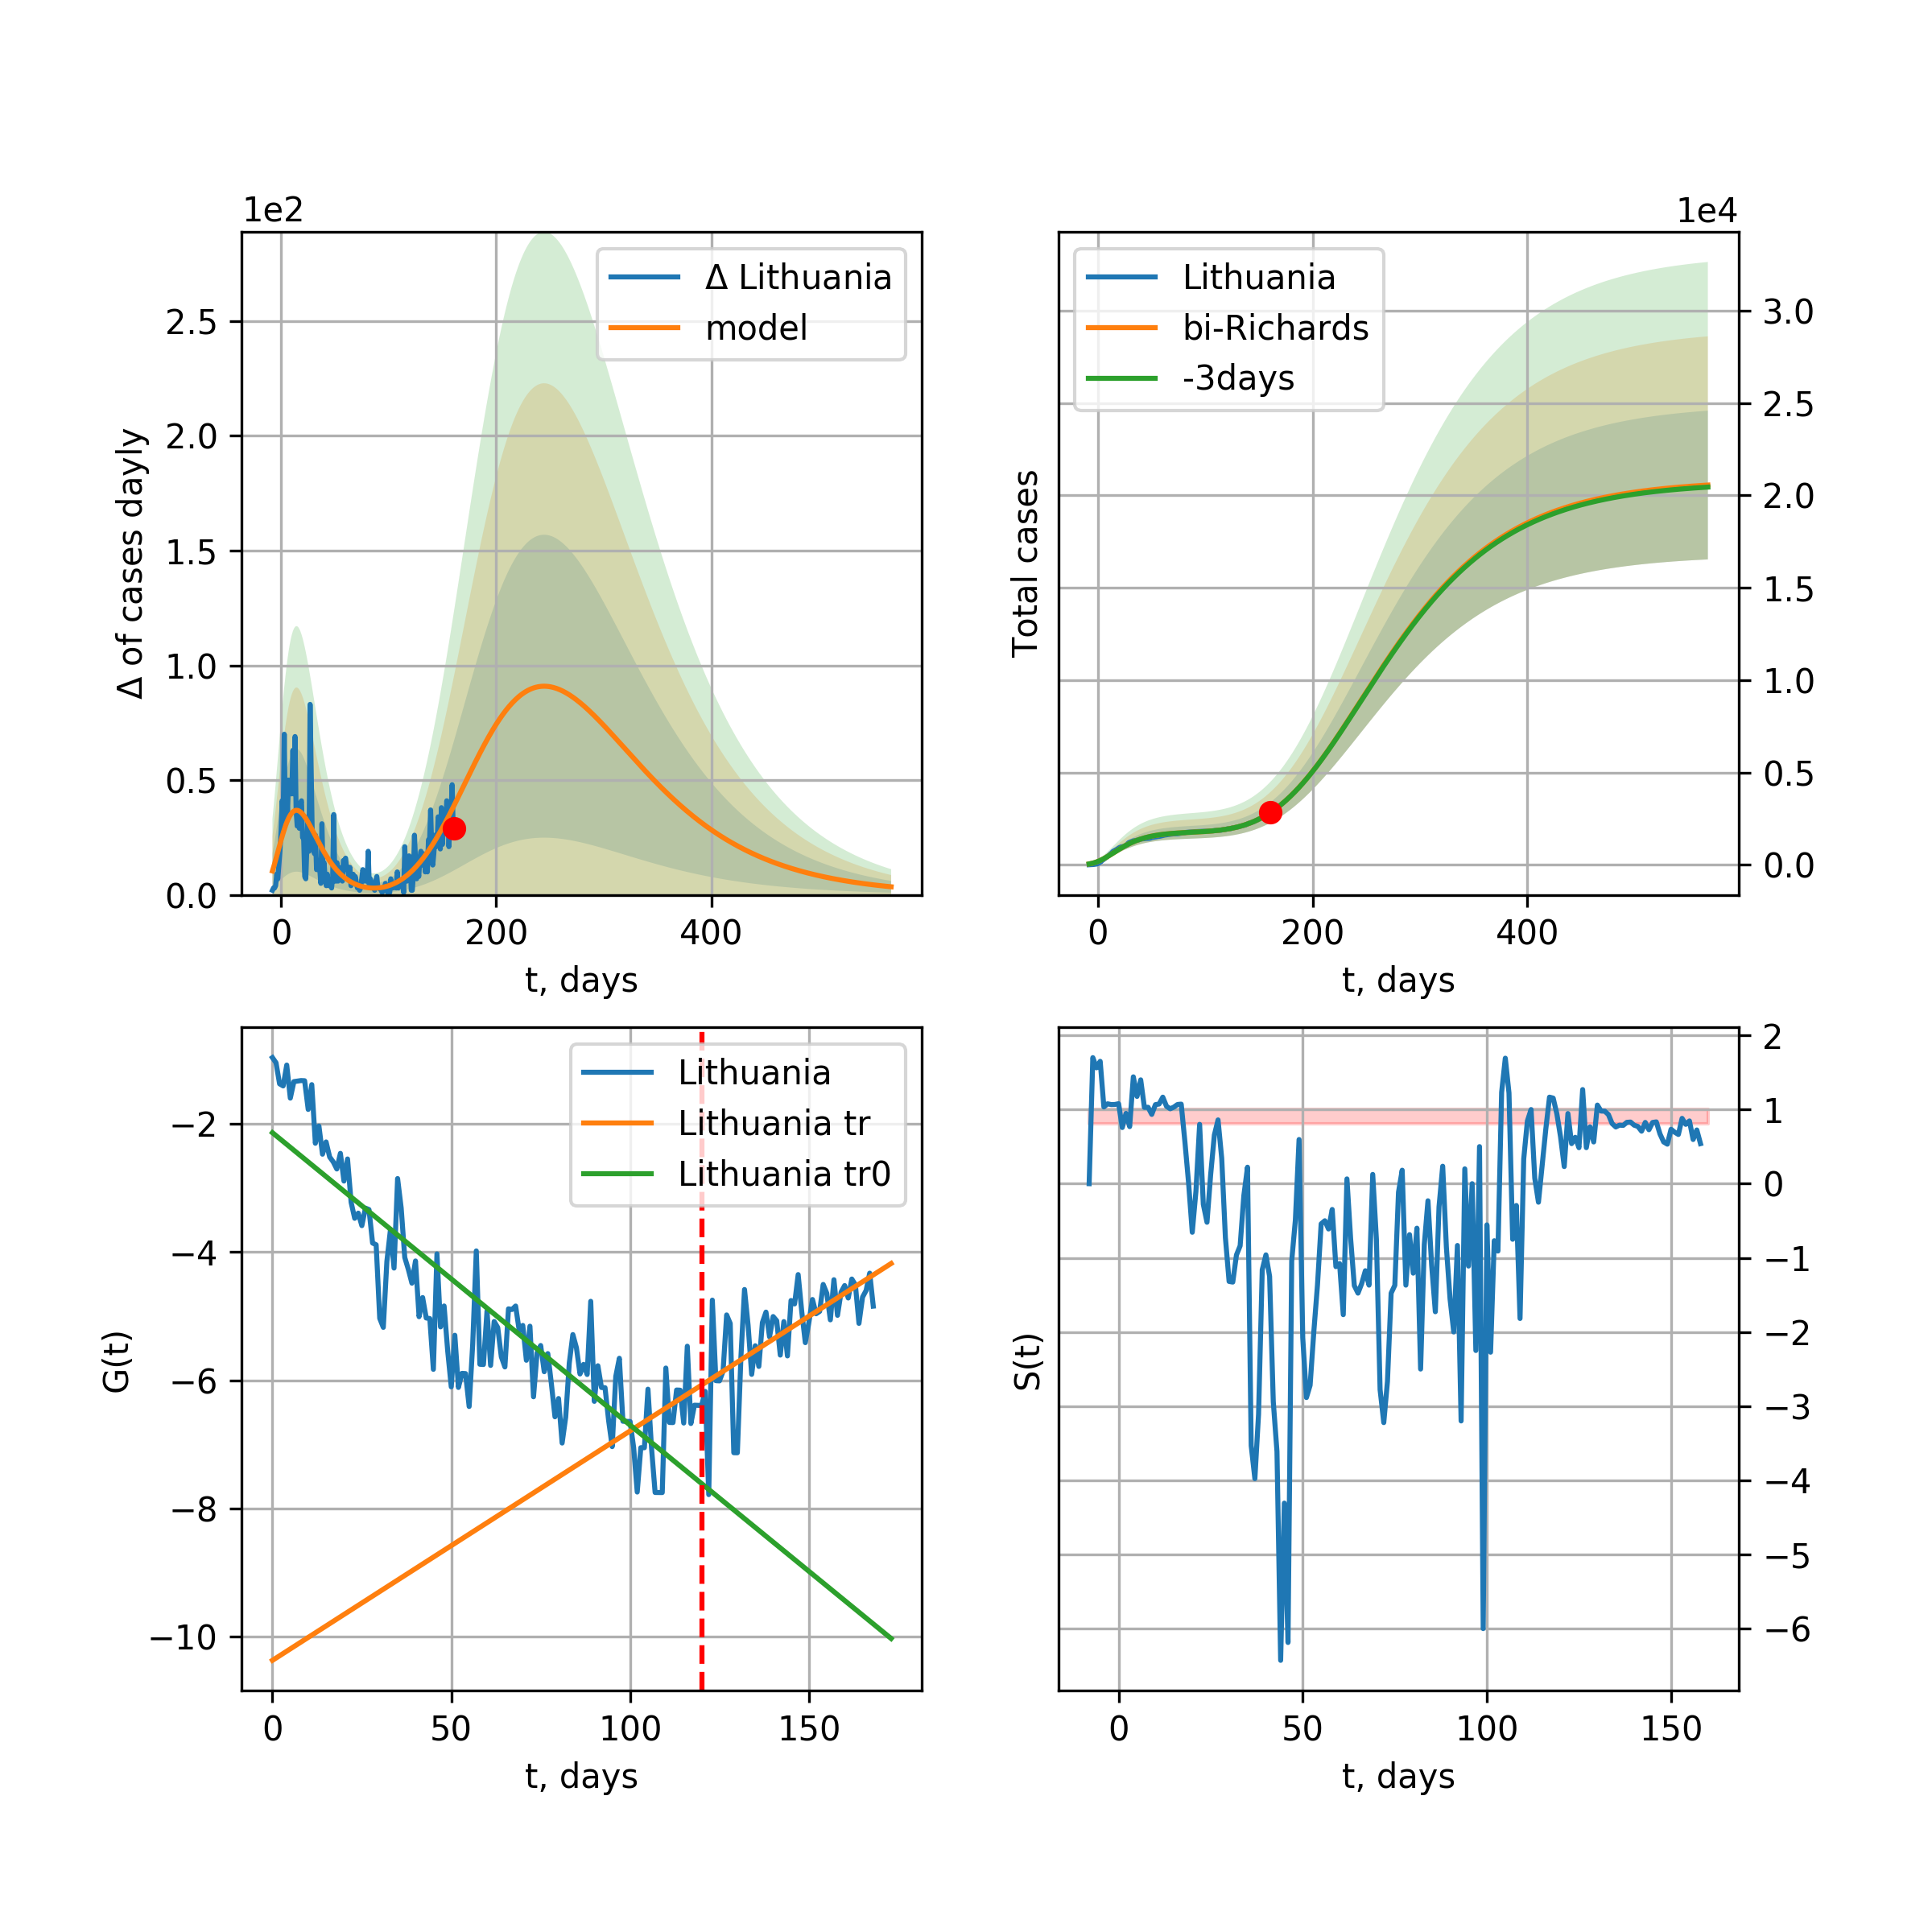 1e2
Δ of cases dayly
2.5
2.0
1.5
1.0
0.5
0.0
Δ Lithuania
model
0 200 400
t, days
1e4
Total cases
Lithuania
bi-Richards
-3days
3.0
2.5
2.0
1.5
1.0
0.5
0.0
0 200 400
t, days
G(t)
−2
−4
−6
−8
−10
Lithuania
Lithuania tr
Lithuania tr0
0 50 100 150
t, days
S(t)
2
1
0
−1
−2
−3
−4
−5
−6
0 50 100 150
t, days